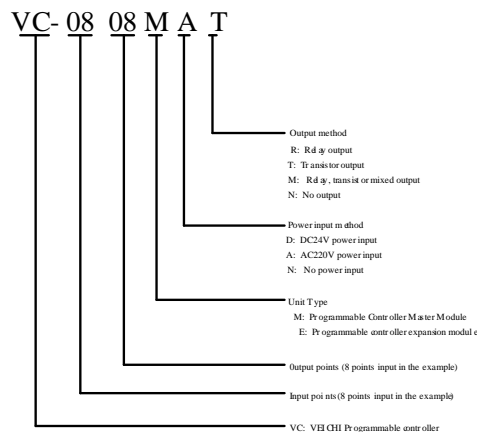 VC- 08 08 M A T
Output method
R: Relay output
T: Transistor output
M: Relay, transistor mixed output
N: No output
Power input method
D: DC24V power input
A: AC220V power input
N: No power input
Unit Type
M: Programmable Controller Master Module
E: Programmable controller expansion module
Output points (8 points input in the example)
Input points (8 points input in the example)
VC: VEICHI Programmable controller